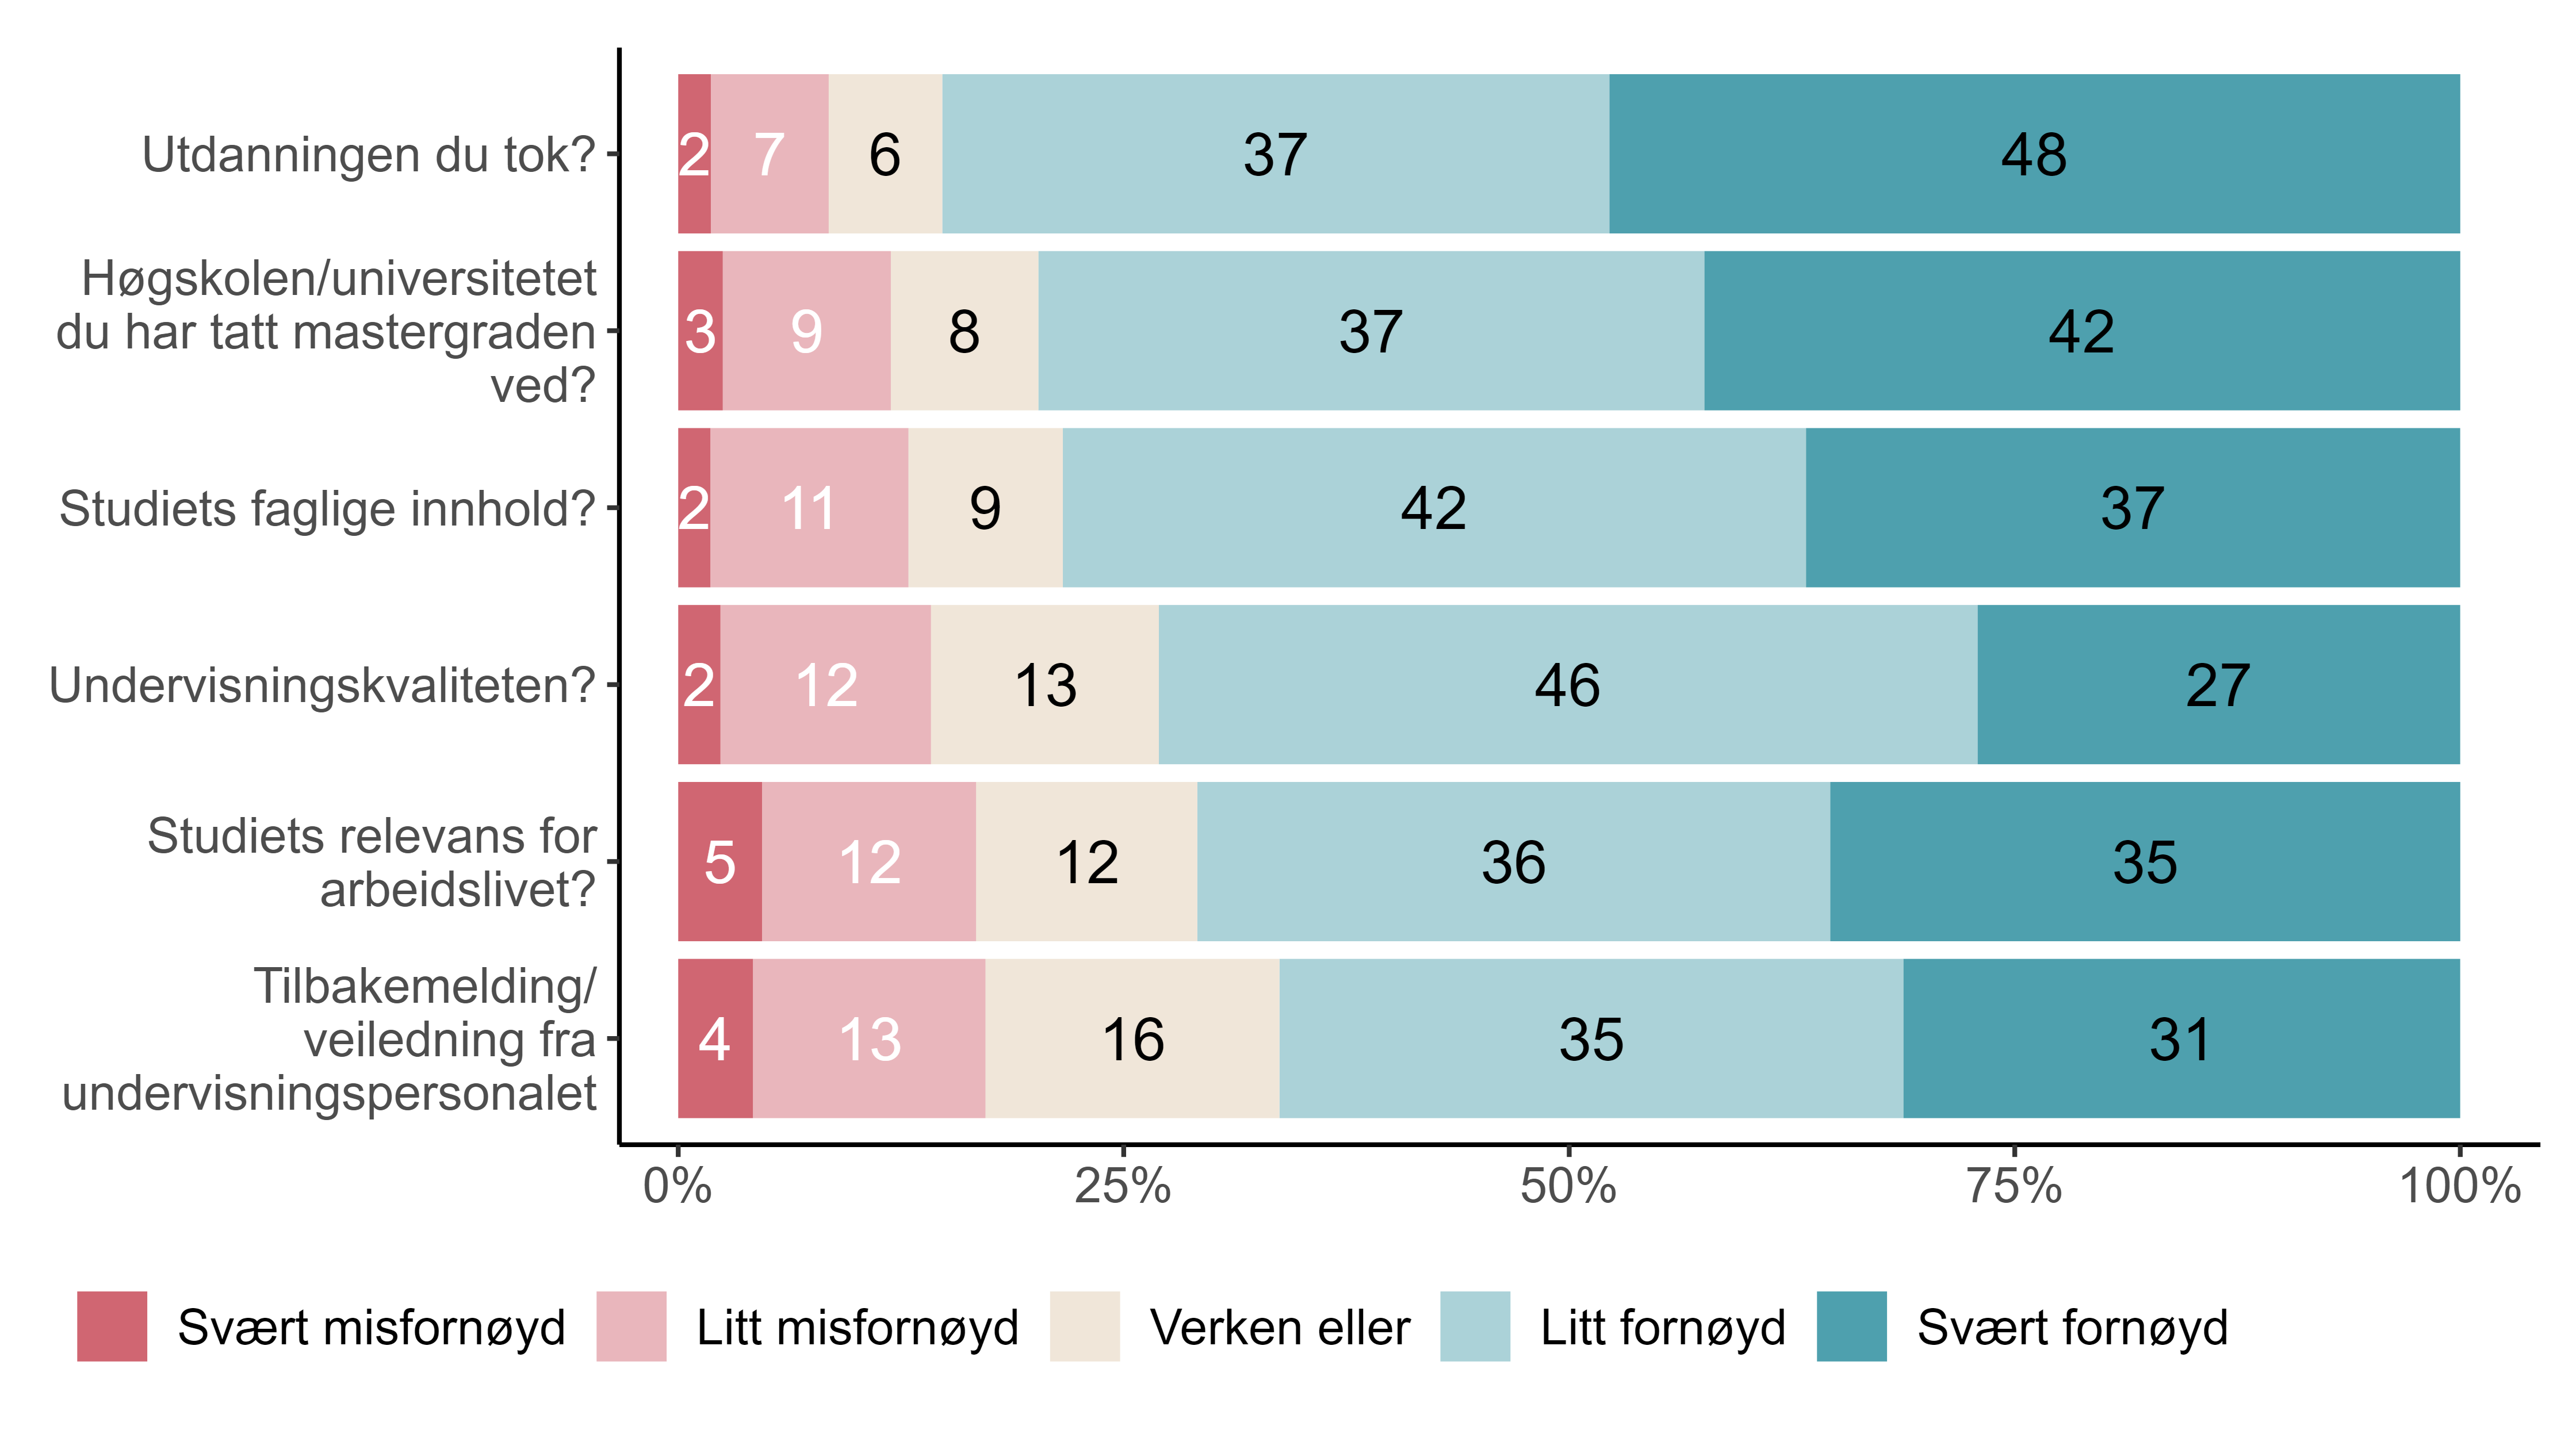 Utdanningen du tok?
2 7 6 37 48
Høgskolen/universitetet
du har tatt mastergraden
ved?
3 9 8 37 42
Studiets faglige innhold?
2 11 9 42 37
Undervisningskvaliteten?
2 12 13 46 27
Studiets relevans for
arbeidslivet?
5 12 12 36 35
Tilbakemelding/
veiledning fra
undervisningspersonalet
4 13 16 35 31
0% 25% 50% 75% 100%
Svært misfornøyd Litt misfornøyd Verken eller Litt fornøyd Svært fornøyd